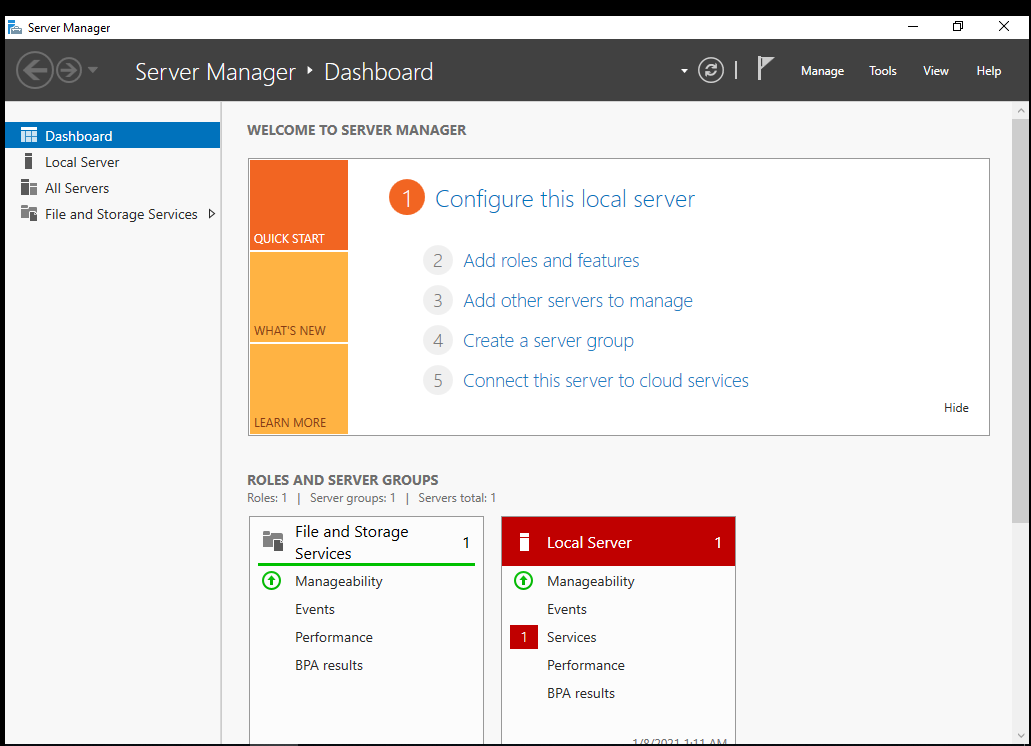 Server Manager
Server Manager ‣ Dashboard
Manage
Tools
View
Help
Dashboard
Local Server
All Servers
File and Storage Services
WELCOME TO SERVER MANAGER
QUICK START
WHAT'S NEW
LEARN MORE
1 Configure this local server
2 Add roles and features
3 Add other servers to manage
4 Create a server group
5 Connect this server to cloud services
Hide
ROLES AND SERVER GROUPS
Roles: 1 | Server groups: 1 | Servers total: 1
File and Storage
Services
1
Manageability
Events
Performance
BPA results
Local Server 1
Manageability
Events
1 Services
Performance
BPA results
1/8/2021 1:11 AM